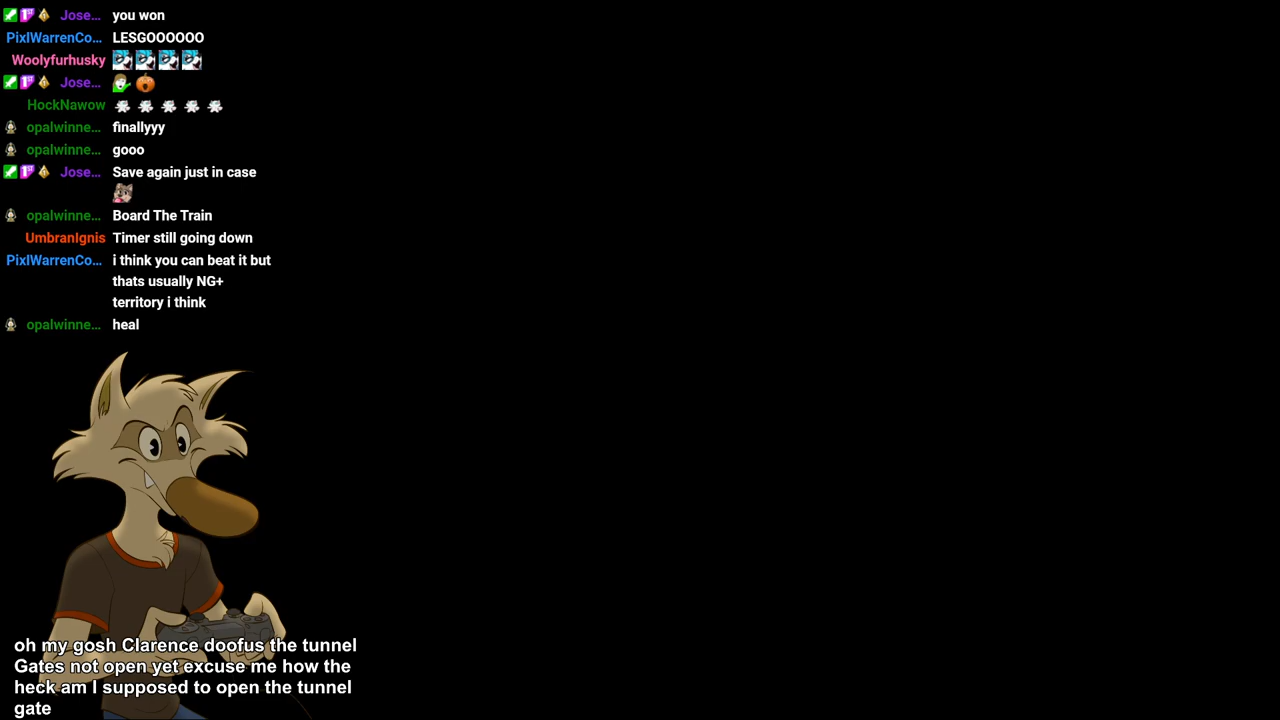 Jose... you won
PixlWarrenCo... LESGOOOOOO
Woolyfurhusky
Jose...
HockNawow
opalwinne... finallyyy
opalwinne... gooo
Jose... Save again just in case
opalwinne... Board The Train
UmbranIgnis Timer still going down
PixlWarrenCo... i think you can beat it but
thats usually NG+
territory i think
opalwinne... heal
oh my gosh Clarence doofus the tunnel
Gates not open yet excuse me how the
heck am I supposed to open the tunnel
gate